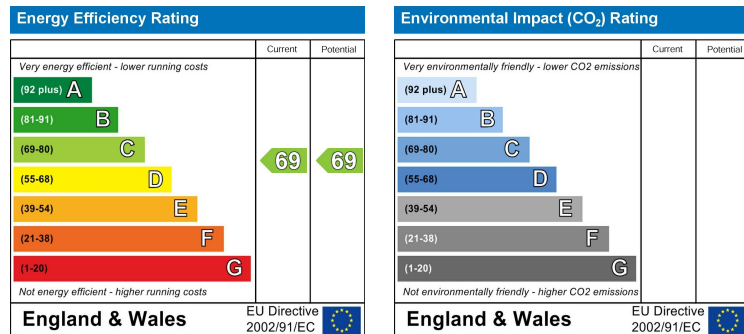 Energy Efficiency Rating
Current Potential
Very energy efficient - lower running costs
(92 plus) A
(81-91) B
(69-80) C
69 69
(55-68) D
(39-54) E
(21-38) F
(1-20) G
Not energy efficient - higher running costs
England & Wales
EU Directive
2002/91/EC
Environmental Impact (CO₂) Rating
Current Potential
Very environmentally friendly - lower CO2 emissions
(92 plus) A
(81-91) B
(69-80) C
(55-68) D
(39-54) E
(21-38) F
(1-20) G
Not environmentally friendly - higher CO2 emissions
England & Wales
EU Directive
2002/91/EC